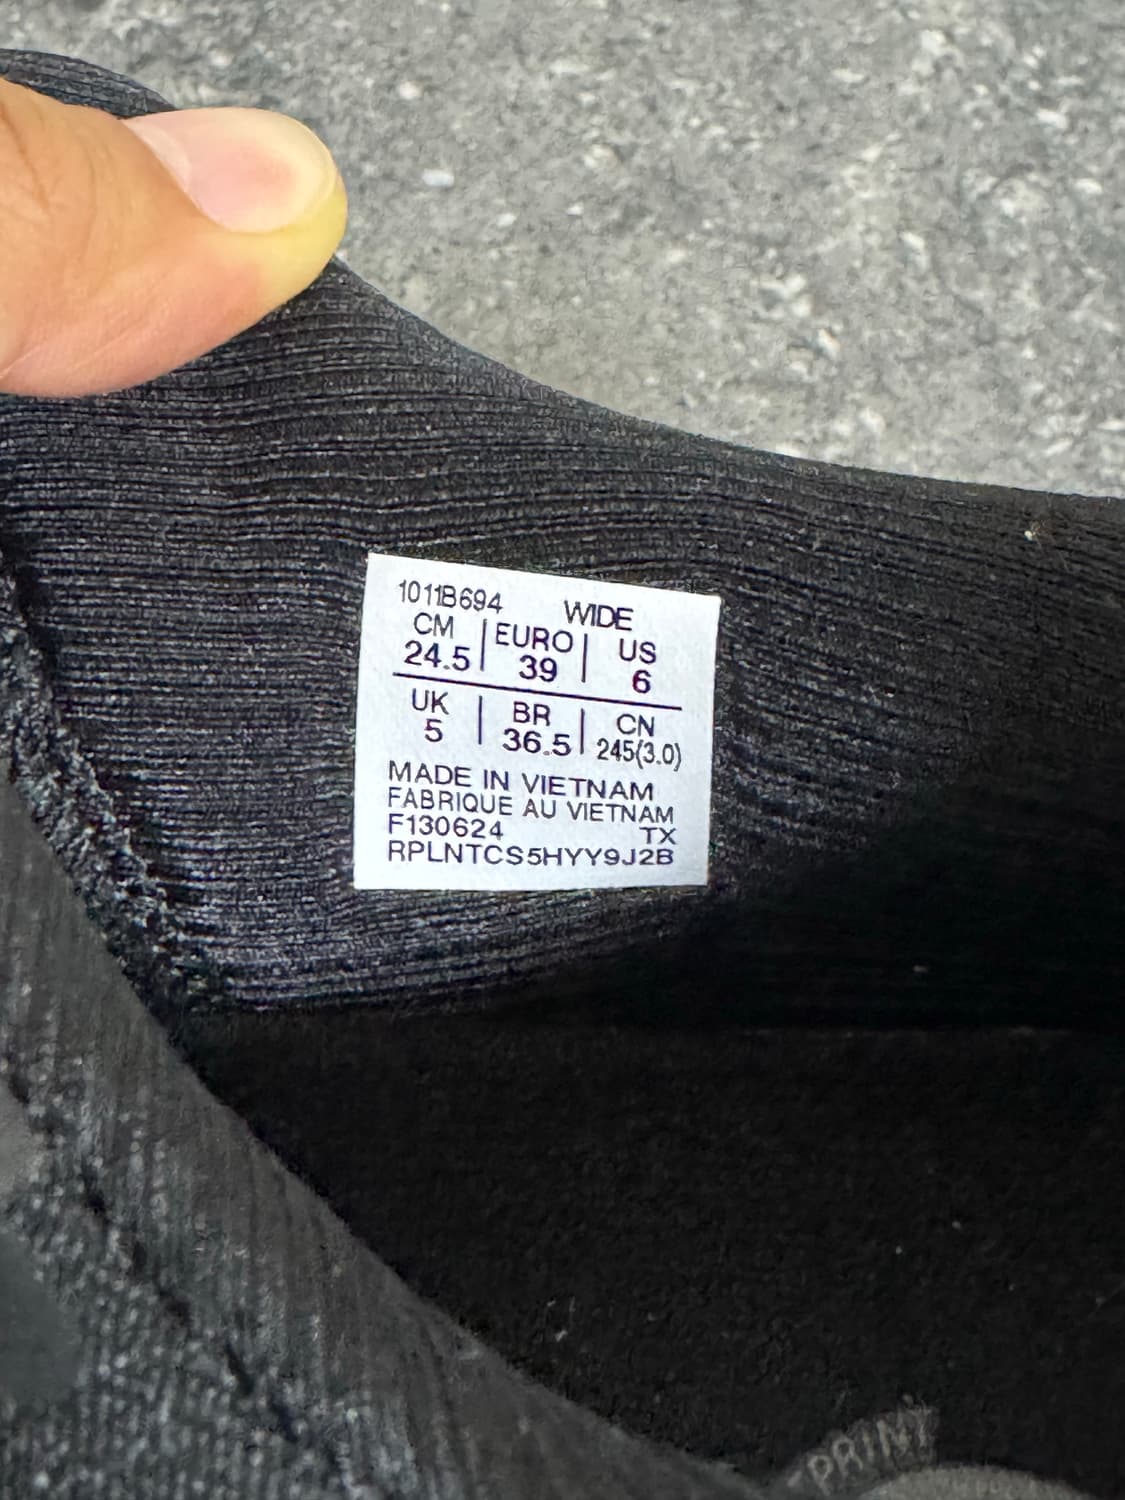 1011B694 WIDE
CM | EURO | US
24.5 | 39 | 6
UK | BR | CN
5 | 36.5 | 245(3.0)
MADE IN VIETNAM
FABRIQUE AU VIETNAM
F130624 TX
RPLNTCS5HYY9J2B
PRINT